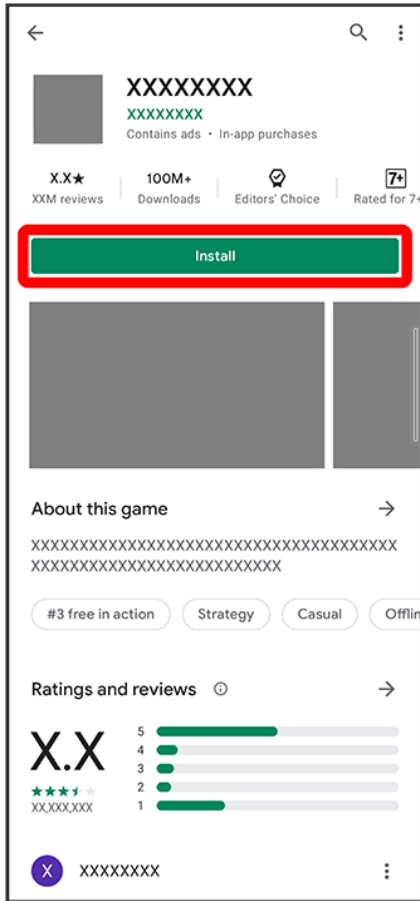 XXXXXXXX
XXXXXXXX
Contains ads • In-app purchases
X.X★ 100M+ 7+
XXM reviews Downloads Editors' Choice Rated for 7+
Install
About this game
XXXXXXXXXXXXXXXXXXXXXXXXXXXXXXXXXXXXXX
XXXXXXXXXXXXXXXXXXXXXXXXXX
#3 free in action Strategy Casual Offlin
Ratings and reviews
X.X
5
4
3
2
1
XX,XXX,XXX
X XXXXXXXX